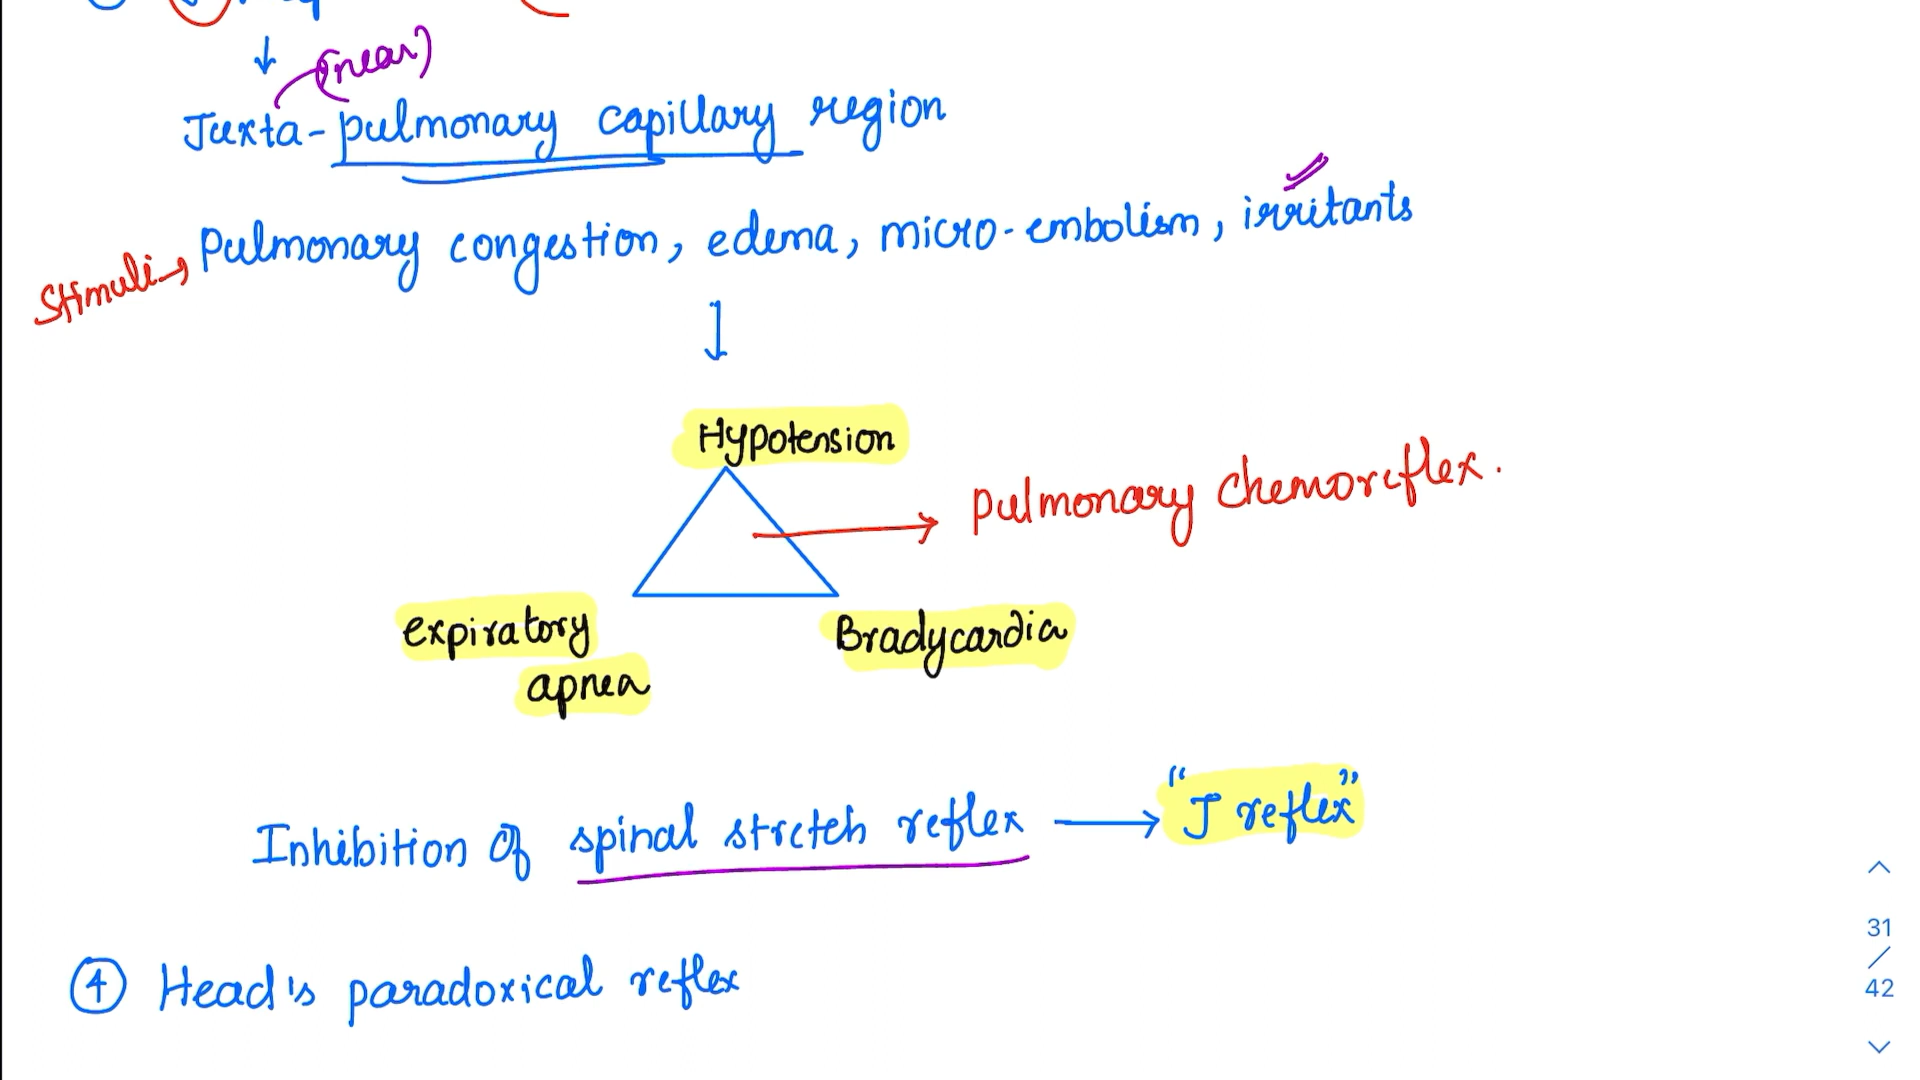 (near)
Juxta-pulmonary capillary region
Stimuli → Pulmonary congestion, edema, micro-embolism, irritants
Hypotension
Pulmonary chemoreflex.
expiratory
apnea
Bradycardia
Inhibition of spinal stretch reflex → "J reflex"
④ Head's paradoxical reflex
31
/
42